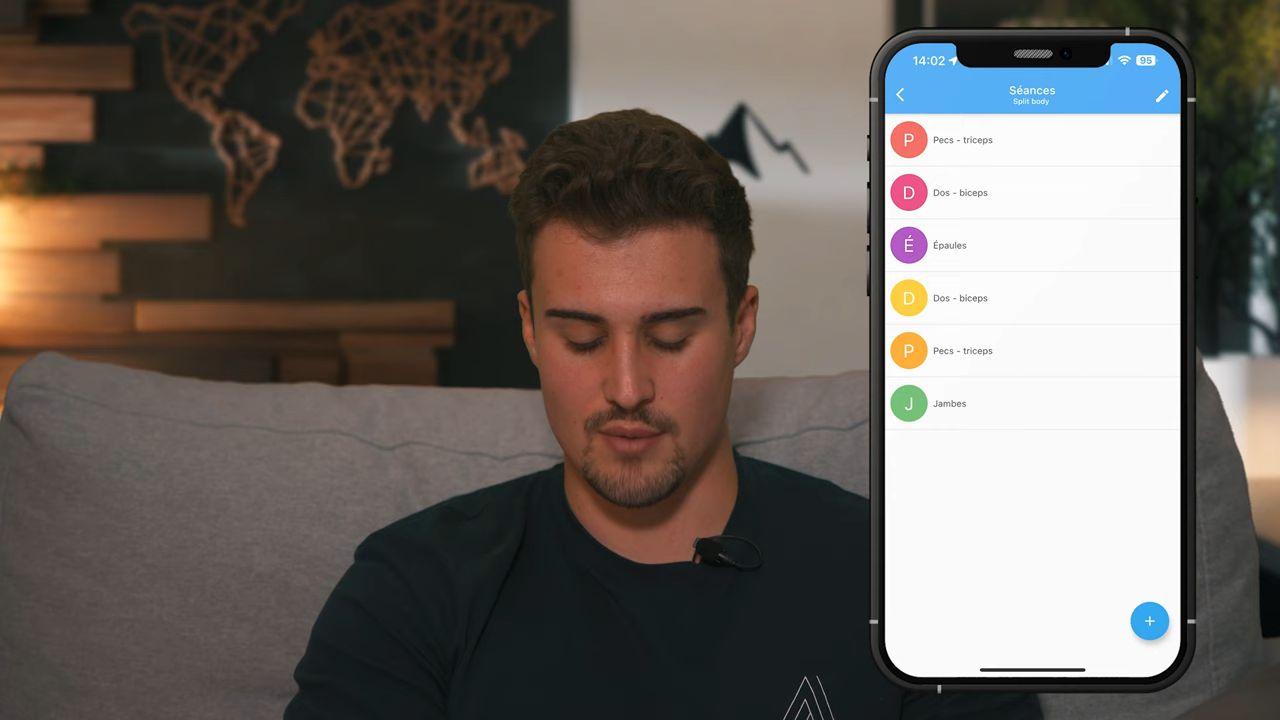 14:02
95
Séances
Split body
P Pecs - triceps
D Dos - biceps
É Épaules
D Dos - biceps
P Pecs - triceps
J Jambes
+